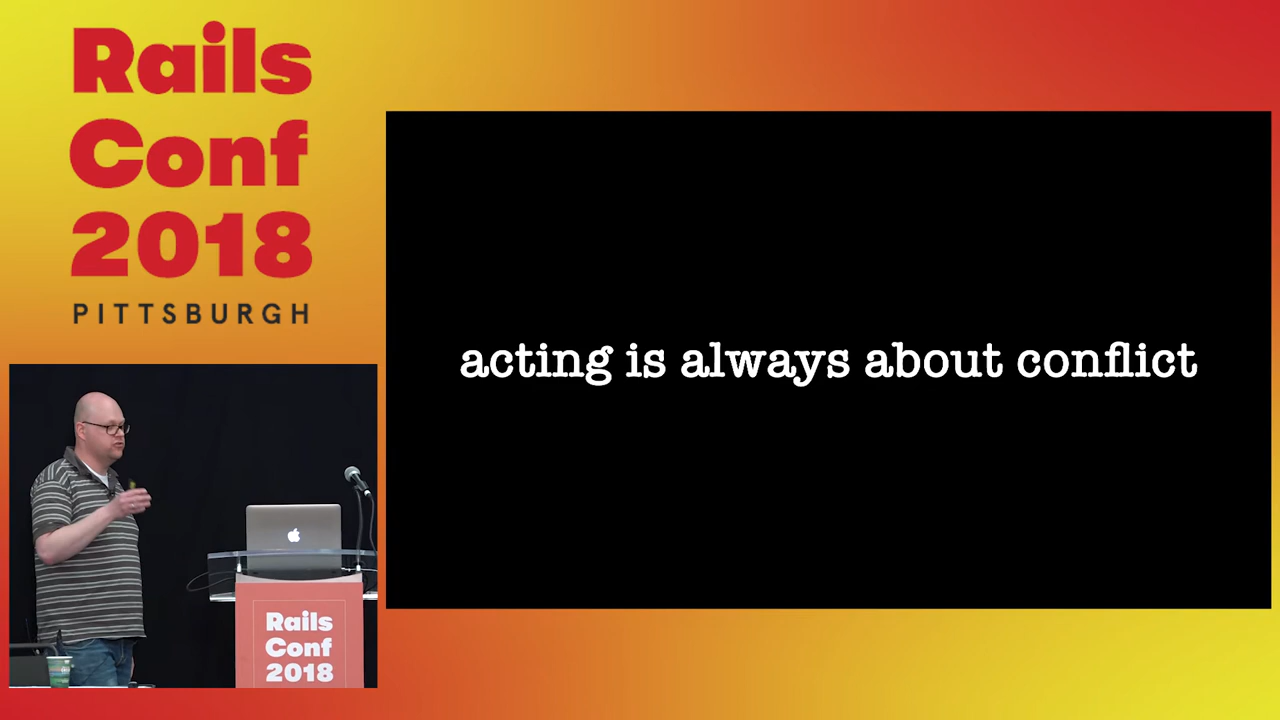 Rails
Conf
2018
PITTSBURGH
acting is always about conflict
Rails
Conf
2018